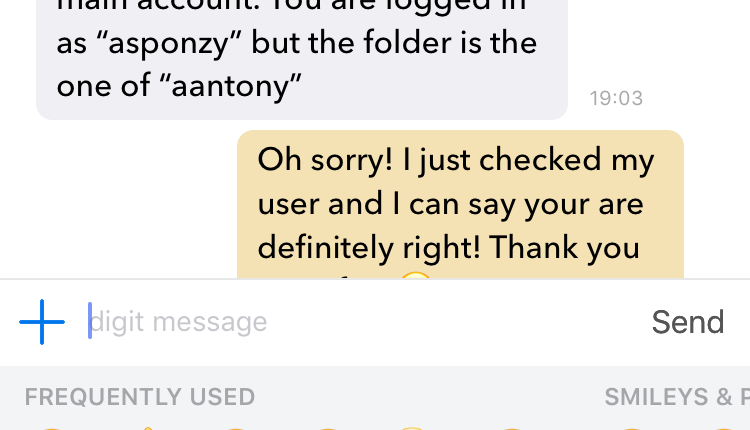 main account. You are logged in
as “asponzy” but the folder is the
one of “aantony”
19:03
Oh sorry! I just checked my
user and I can say your are
definitely right! Thank you
digit message
Send
FREQUENTLY USED
SMILEYS & P